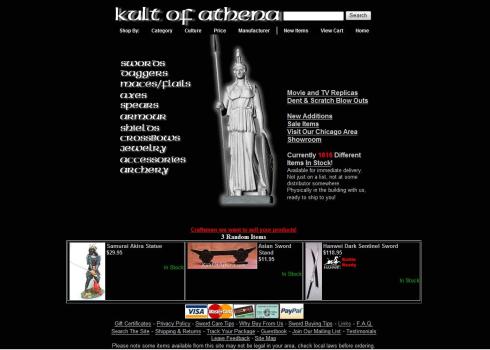 kult of athena
Search
Shop By: Category Culture Price Manufacturer New Items View Cart Home
swords
daggers
maces/flails
axes
spears
armour
shields
crossbows
jewelry
accessories
archery
Movie and TV Replicas
Dent & Scratch Blow Outs
New Additions
Sale Items
Visit Our Chicago Area
Showroom
Currently 1616 Different
Items In Stock!
Available for immediate delivery.
Not just on a list, not at some
distributor somewhere.
Physically in the building with us,
ready to ship to you!
Craftsmen we want to sell your products!
3 Random Items
Samurai Akira Statue
$29.95
In Stock
Asian Sword
Stand
$11.95
In Stock
Hanwei Dark Sentinel Sword
$118.95
Battle
Ready
In Stock
VISA MasterCard PayPal
Gift Certificates - Privacy Policy - Sword Care Tips - Why Buy From Us - Sword Buying Tips - Links - F.A.Q.
Search The Site - Shipping & Returns - Track Your Package - Guestbook - Join Our Mailing List - Testimonials
Leave Feedback - Site Map
Please note some items available from this site may not be legal in your area, check local laws before ordering.